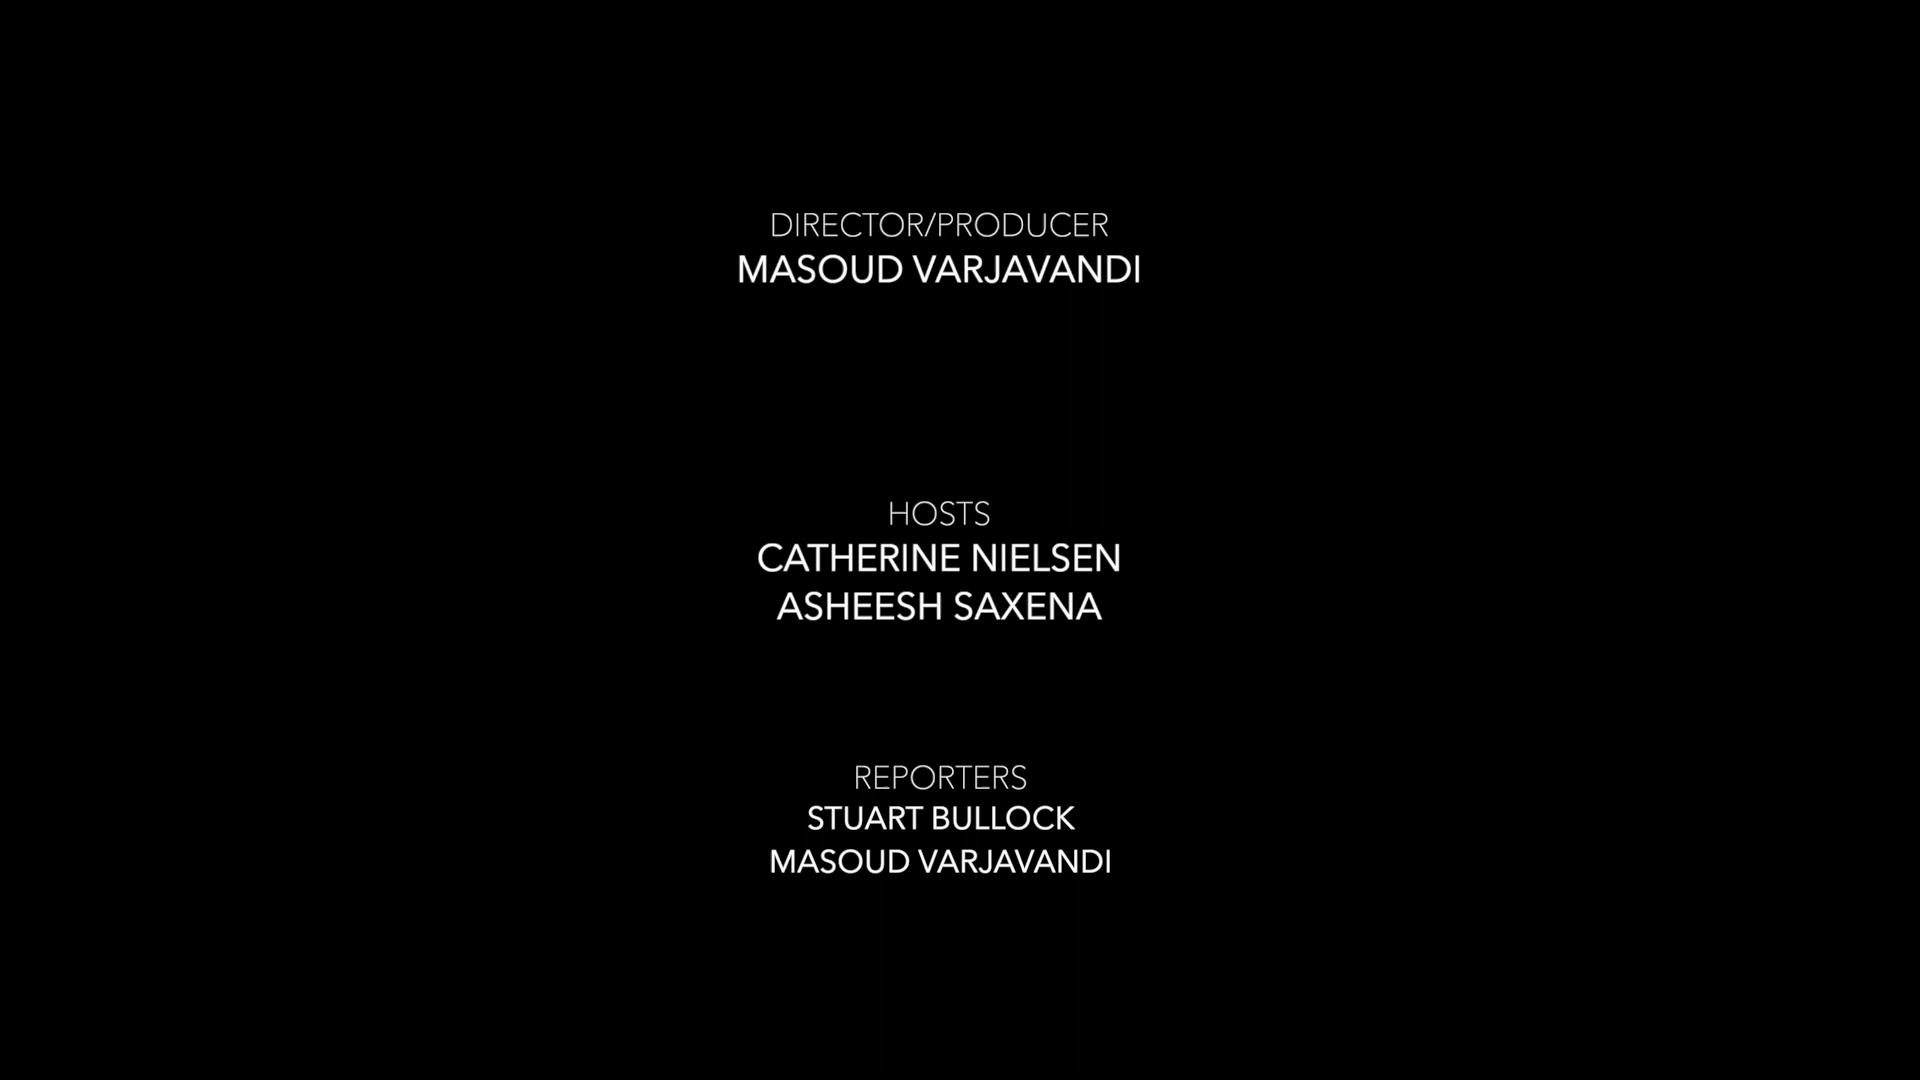 DIRECTOR/PRODUCER
MASOUD VARJAVANDI
HOSTS
CATHERINE NIELSEN
ASHEESH SAXENA
REPORTERS
STUART BULLOCK
MASOUD VARJAVANDI